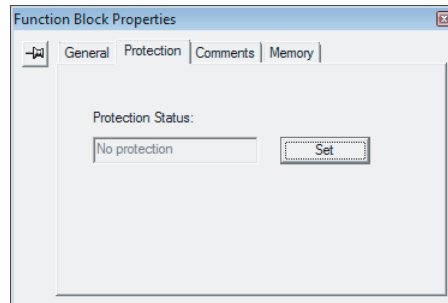 Function Block Properties
General Protection Comments Memory
Protection Status:
No protection Set